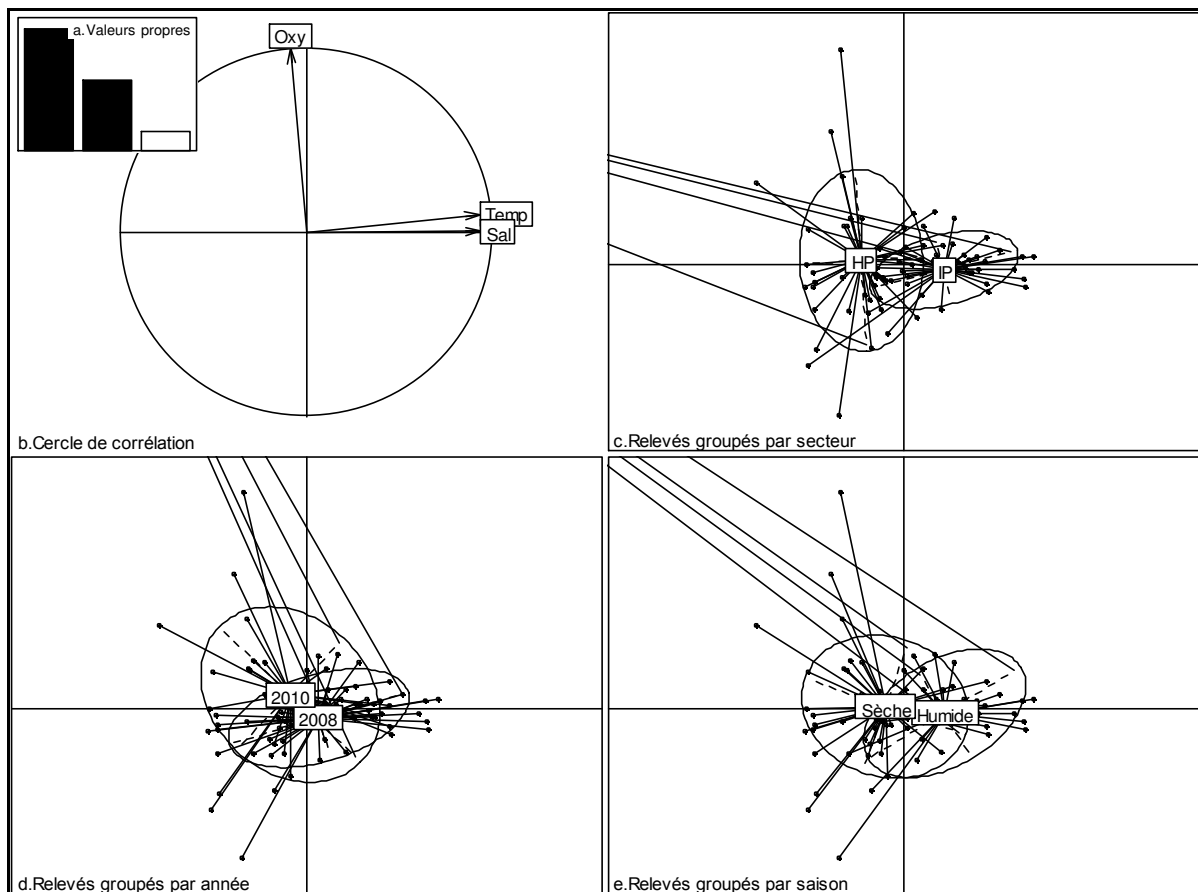 a.Valeurs propres
Oxy
Temp
Sal
b.Cercle de corrélation
HP
IP
c.Relevés groupés par secteur
2010
2008
d.Relevés groupés par année
Sèche
Humide
e.Relevés groupés par saison